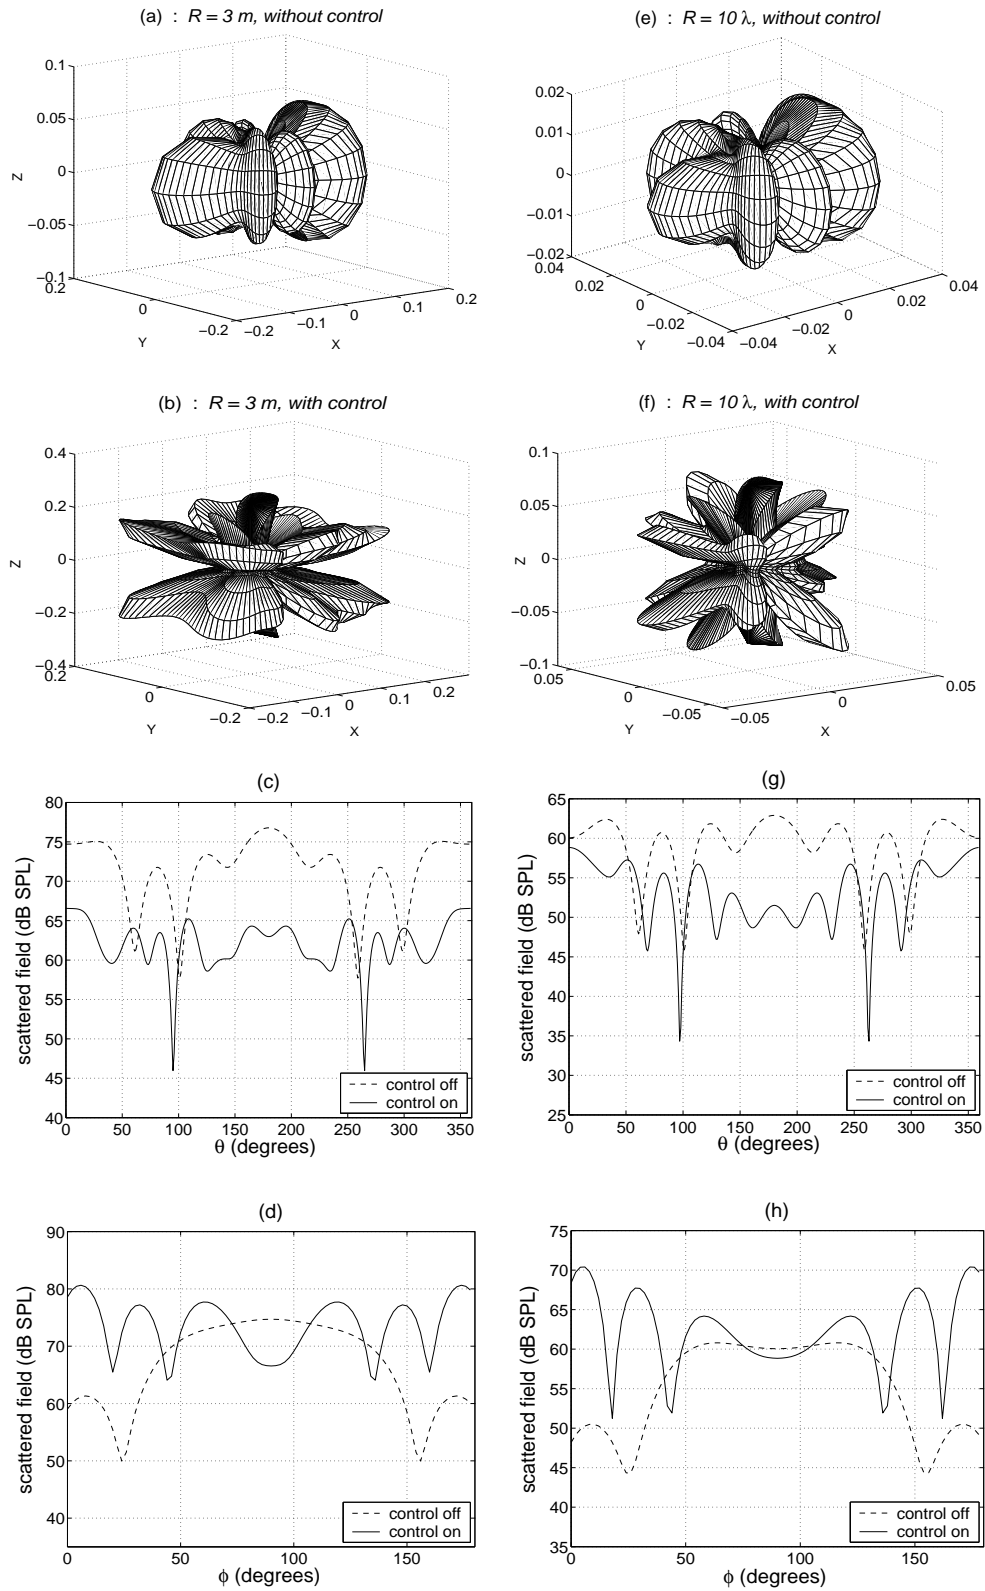 (a) : R = 3 m, without control
0.1
0.05
0
−0.05
−0.1
Z
0.2
0
−0.2
Y
−0.2
−0.1
0
0.1
0.2
X
(e) : R = 10 λ, without control
0.02
0.01
0
−0.01
−0.02
Z
0.04
0.02
0
−0.02
−0.04
Y
−0.04
−0.02
0
0.02
0.04
X
(b) : R = 3 m, with control
0.4
0.2
0
−0.2
−0.4
Z
0.2
0
−0.2
Y
−0.2
−0.1
0
0.1
0.2
X
(f) : R = 10 λ, with control
0.1
0.05
0
−0.05
−0.1
Z
0.05
0
−0.05
Y
−0.05
0
0.05
X
(c)
80
75
70
65
60
55
50
45
40
scattered field (dB SPL)
0 50 100 150 200 250 300 350
θ (degrees)
control off
control on
(g)
65
60
55
50
45
40
35
30
25
scattered field (dB SPL)
0 50 100 150 200 250 300 350
θ (degrees)
control off
control on
(d)
90
80
70
60
50
40
scattered field (dB SPL)
0 50 100 150
ϕ (degrees)
control off
control on
(h)
75
70
65
60
55
50
45
40
35
scattered field (dB SPL)
0 50 100 150
ϕ (degrees)
control off
control on